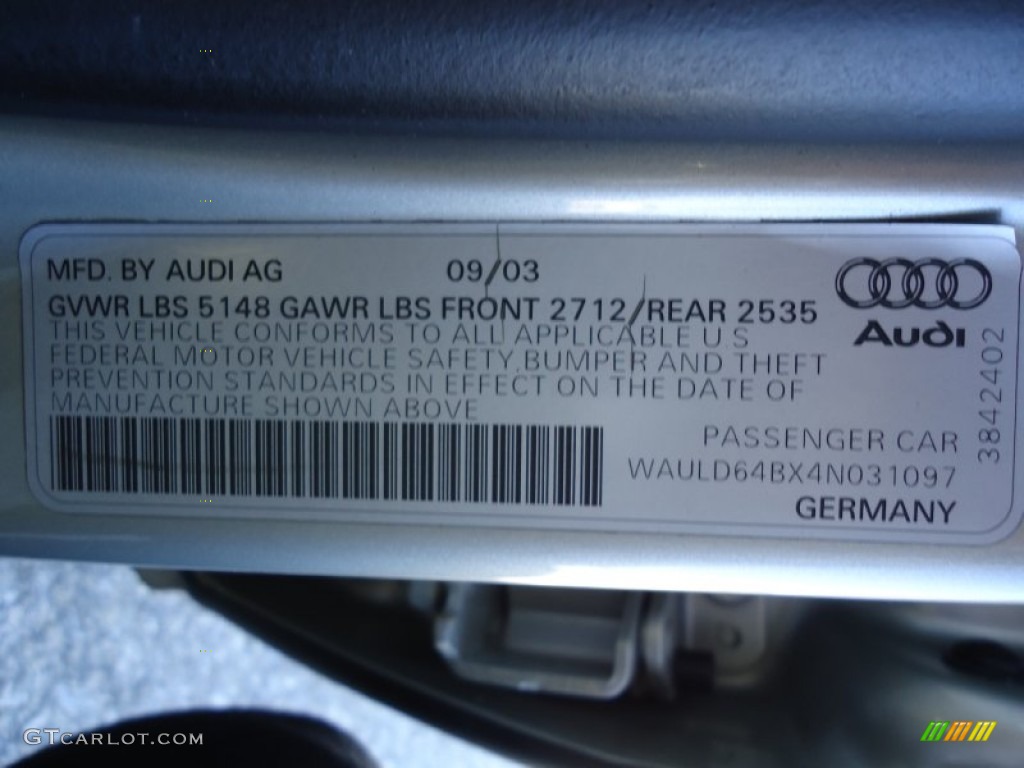 MFD. BY AUDI AG 09/03
GVWR LBS 5148 GAWR LBS FRONT 2712/REAR 2535
THIS VEHICLE CONFORMS TO ALL APPLICABLE U S
FEDERAL MOTOR VEHICLE SAFETY, BUMPER AND THEFT
PREVENTION STANDARDS IN EFFECT ON THE DATE OF
MANUFACTURE SHOWN ABOVE
Audi
38424402
PASSENGER CAR
WAULD64BX4N031097
GERMANY
GTCARLOT.COM